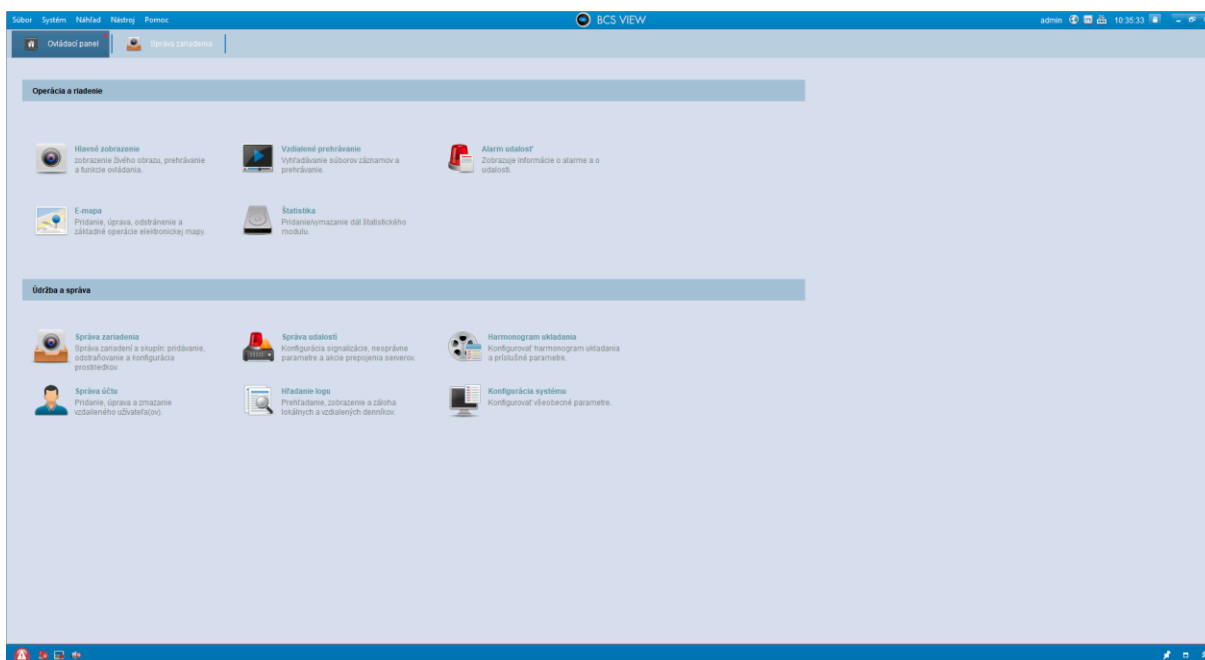 Súbor Systém Náhľad Nástroj Pomoc
BCS VIEW
admin 10:35:33
Ovládací panel
Správa zariadenia
Operácia a riadenie
Hlavné zobrazenie
zobrazenie živého obrazu, prehrávanie
a funkcie ovládania.
Vzdialené prehrávanie
Vyhľadávanie súborov záznamov a
prehrávanie.
Alarm udalosť
Zobrazuje informácie o alarme a o
udalosti.
E-mapa
Pridanie, úprava, odstránenie a
základné operácie elektronickej mapy.
Štatistika
Pridanie/vymazanie dát štatistického
modulu.
Údržba a správa
Správa zariadenia
Správa zariadení a skupín: pridávanie,
odstraňovanie a konfigurácia
prostriedkov.
Správa udalosti
Konfigurácia signalizácie, nesprávne
parametre a akcie prepojenia serverov.
Harmonogram ukladania
Konfigurovať harmonogram ukladania
a príslušné parametre.
Správa účtu
Pridanie, úprava a zmazanie
vzdaileného užívateľa(ov).
Hľadanie logu
Prehľadanie, zobrazenie a záloha
lokálnych a vzdialených denníkov.
Konfigurácia systému
Konfigurovať všeobecné parametre.